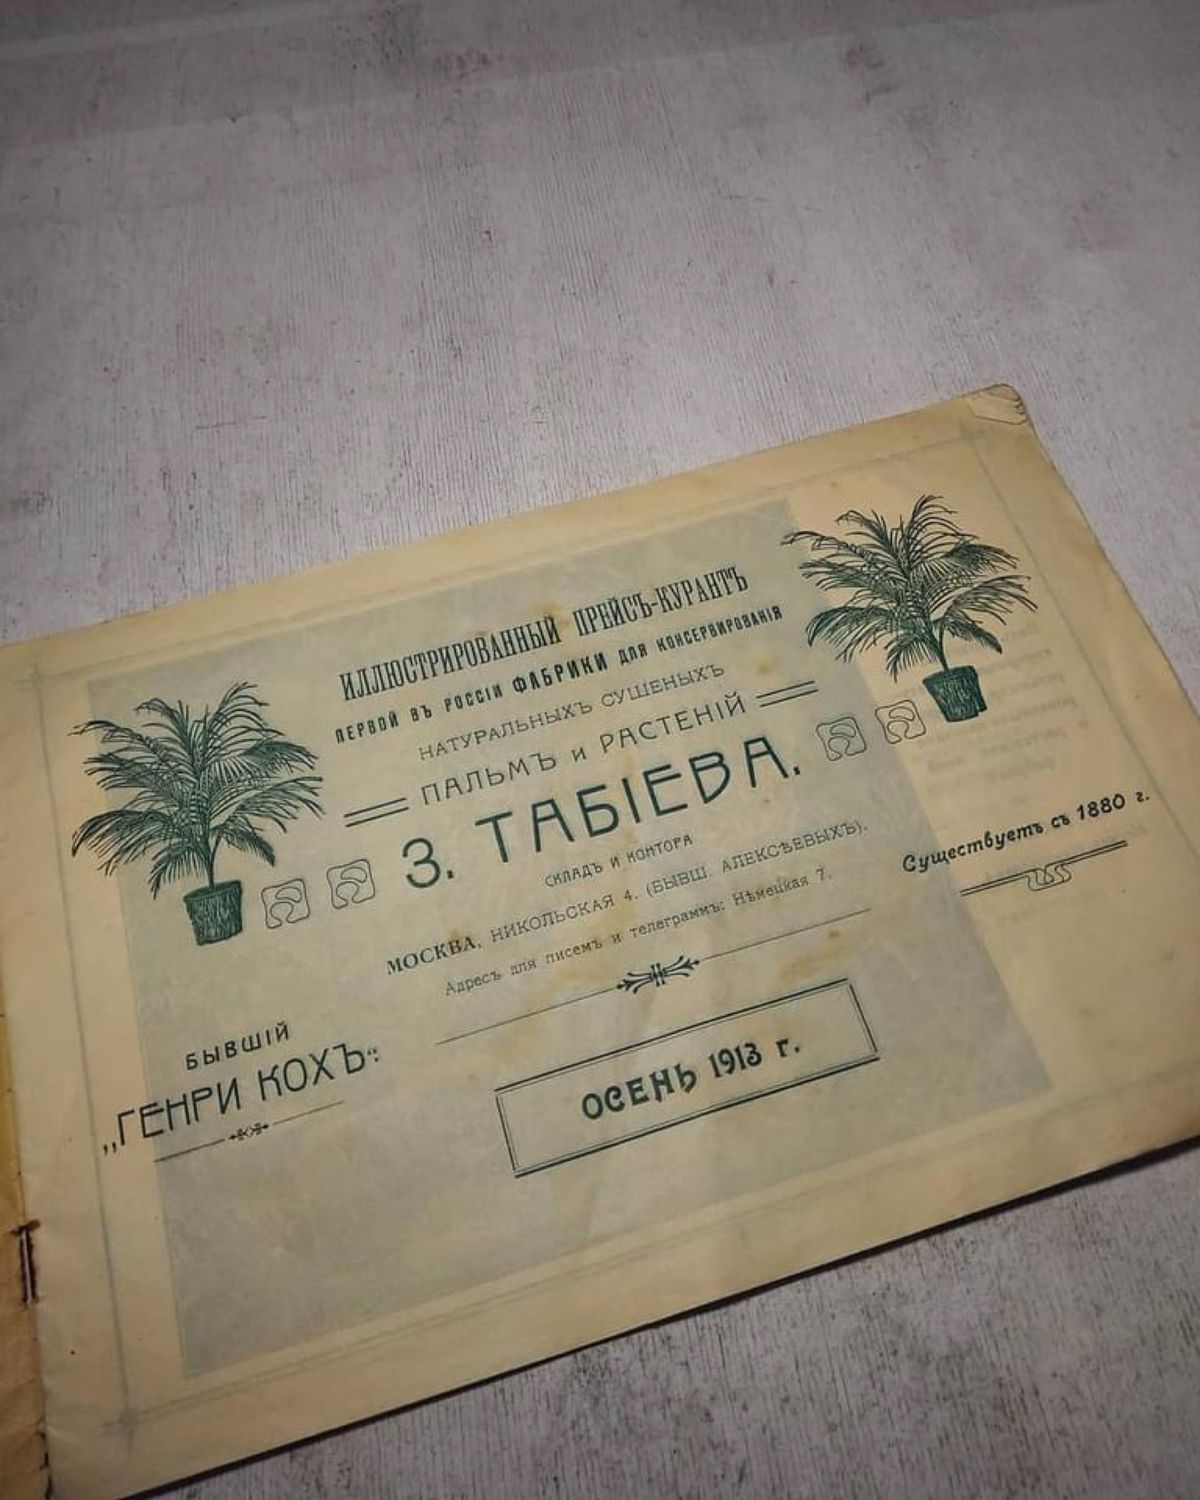 ИЛЛЮСТРИРОВАННЫЙ ПРЕЙСЪ-КУРАНТЪ
ПЕРВОЙ ВЪ РОССІИ ФАБРИКИ ДЛЯ КОНСЕРВИРОВАНІЯ
НАТУРАЛЬНЫХЪ СУШЕНЫХЪ
ПАЛЬМЪ и РАСТЕНІЙ
З. ТАБІЕВА.
СКЛАДЪ И КОНТОРА
МОСКВА, НИКОЛЬСКАЯ 4. (БЫВШ. АЛЕКСѢЕВЫХЪ).
Адресъ для писемъ и телеграммъ: Нѣмецкая 7.
Существуетъ съ 1880 г.
БЫВШІЙ
„ГЕНРИ КОХЪ“
ОСЕНЬ 1913 г.